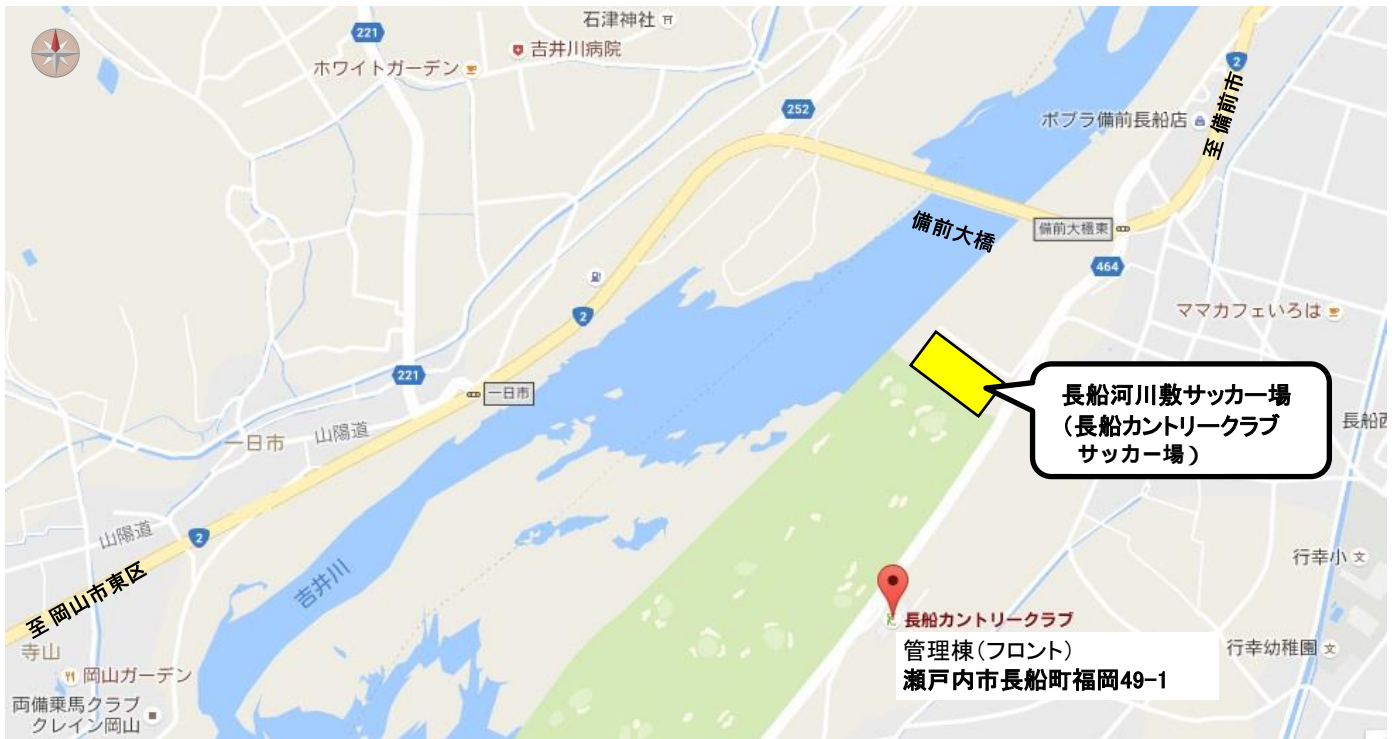 石津神社
221
吉井川病院
2
ホワイトガーデン
252
ポプラ備前長船店
至 備前市
備前大橋
備前大橋東
464
ママカフェいろは
2
221
一日市
長船河川敷サッカー場
(長船カントリークラブ
サッカー場)
長船西
一日市
山陽道
山陽道
2
行幸小
文
吉井川
至 岡山市東区
長船カントリークラブ
管理棟(フロント)
瀬戸内市長船町福岡49-1
行幸幼稚園
文
寺山
岡山ガーデン
両備乗馬クラブ
クレイン岡山